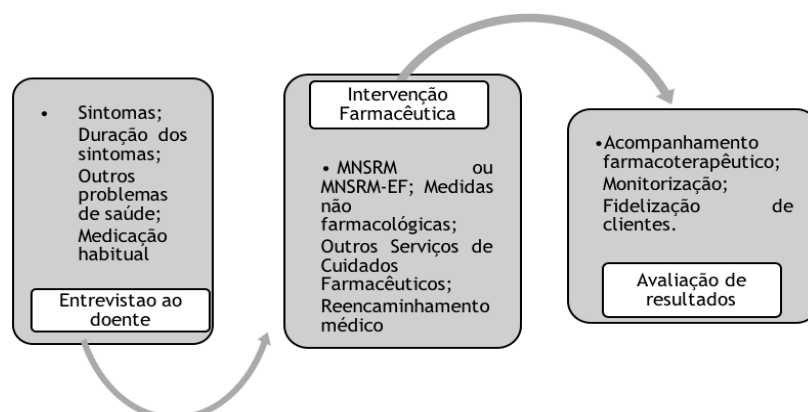 • Sintomas;
Duração dos
sintomas;
Outros
problemas
de saúde;
Medicação
habitual
Entrevistao ao
doente
Intervenção
Farmacêutica
• MNSRM ou
MNSRM-EF; Medidas
não
farmacológicas;
Outros Serviços de
Cuidados
Farmacêuticos;
Reencaminhamento
médico
•Acompanhamento
farmacoterapêutico;
Monitorização;
Fidelização de
clientes.
Avaliação de
resultados